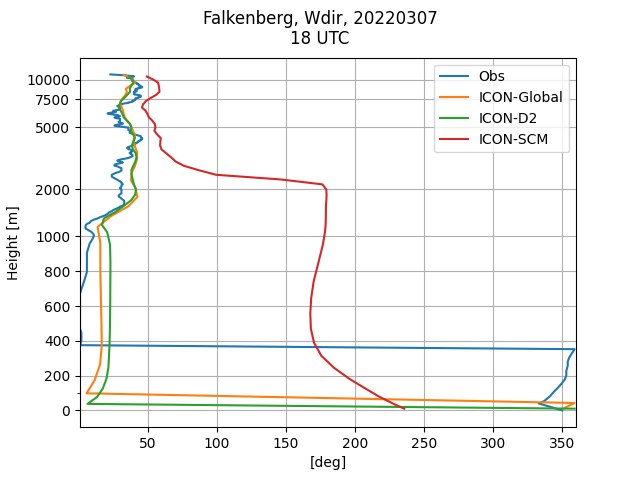 Falkenberg, Wdir, 20220307
18 UTC
Obs
ICON-Global
ICON-D2
ICON-SCM
Height [m]
10000
7500
5000
2000
1000
800
600
400
200
0
50
100
150
200
250
300
350
[deg]